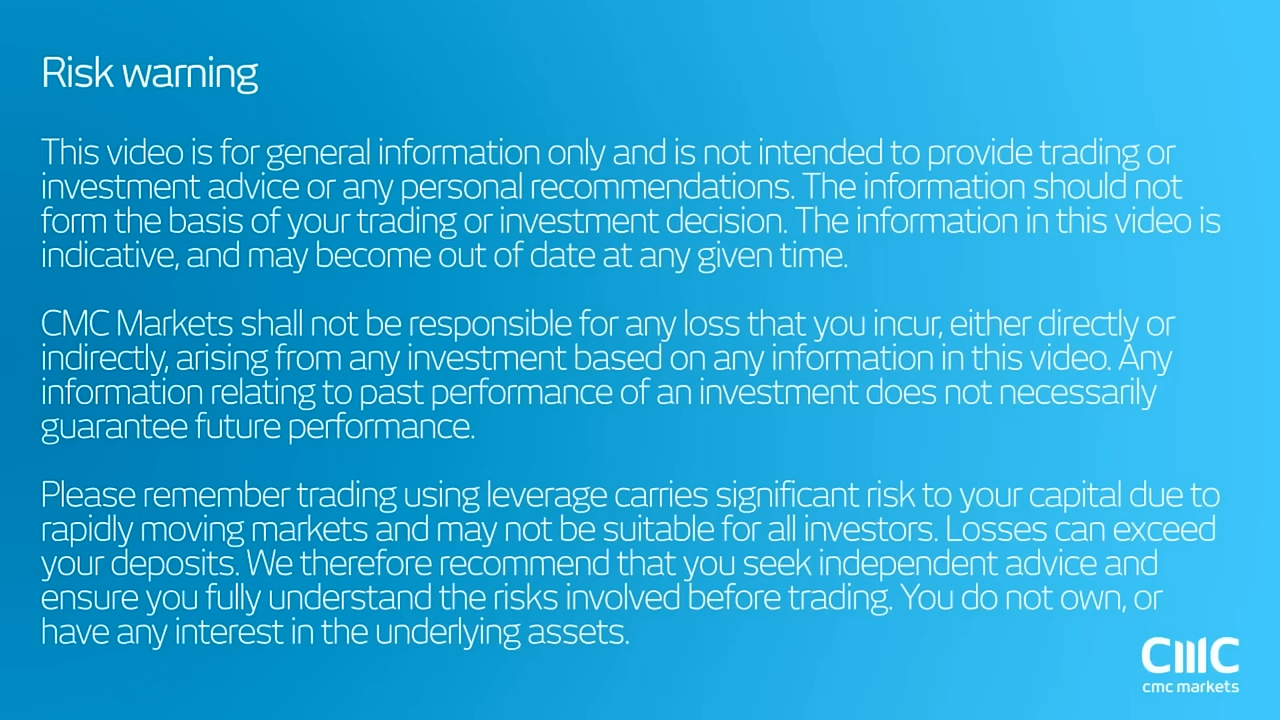 Risk warning
This video is for general information only and is not intended to provide trading or
investment advice or any personal recommendations. The information should not
form the basis of your trading or investment decision. The information in this video is
indicative, and may become out of date at any given time.
CMC Markets shall not be responsible for any loss that you incur, either directly or
indirectly, arising from any investment based on any information in this video. Any
information relating to past performance of an investment does not necessarily
guarantee future performance.
Please remember trading using leverage carries significant risk to your capital due to
rapidly moving markets and may not be suitable for all investors. Losses can exceed
your deposits. We therefore recommend that you seek independent advice and
ensure you fully understand the risks involved before trading. You do not own, or
have any interest in the underlying assets.
CMC
cmc markets